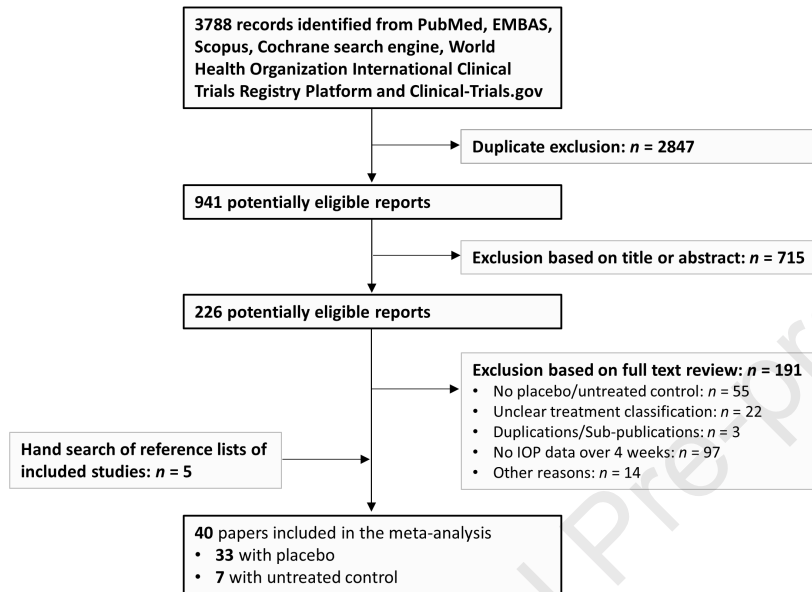 3788 records identified from PubMed, EMBAS,
Scopus, Cochrane search engine, World
Health Organization International Clinical
Trials Registry Platform and Clinical-Trials.gov
Duplicate exclusion: n = 2847
941 potentially eligible reports
Exclusion based on title or abstract: n = 715
226 potentially eligible reports
Exclusion based on full text review: n = 191
• No placebo/untreated control: n = 55
• Unclear treatment classification: n = 22
• Duplications/Sub-publications: n = 3
• No IOP data over 4 weeks: n = 97
• Other reasons: n = 14
Hand search of reference lists of
included studies: n = 5
40 papers included in the meta-analysis
• 33 with placebo
• 7 with untreated control